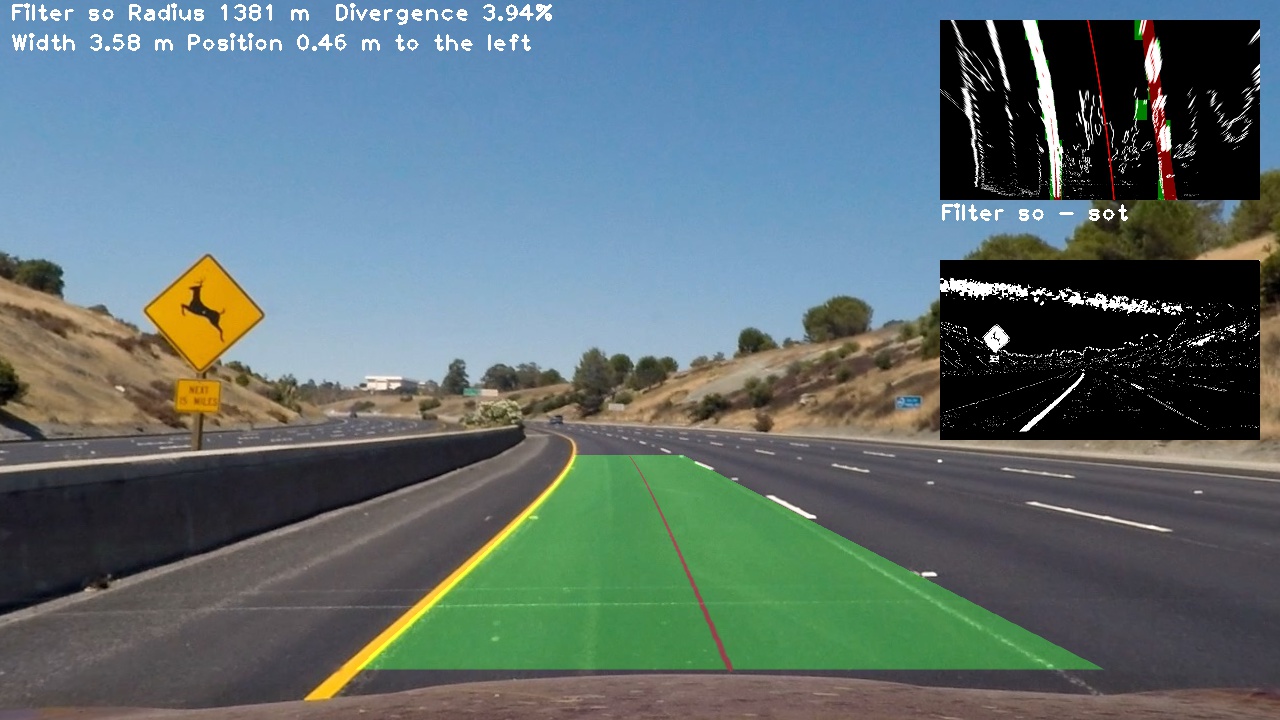 Filter so Radius 1381 m  Divergence 3.94%
Width 3.58 m Position 0.46 m to the left
Filter so - sot
NEXT
15 MILES